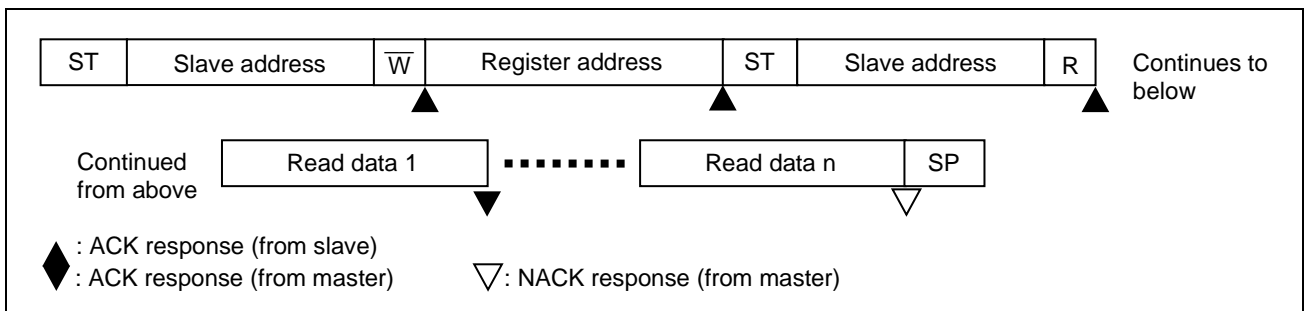 ST Slave address W̅ Register address ST Slave address R Continues to
below
Continued
from above Read data 1 Read data n SP
: ACK response (from slave)
: ACK response (from master) : NACK response (from master)